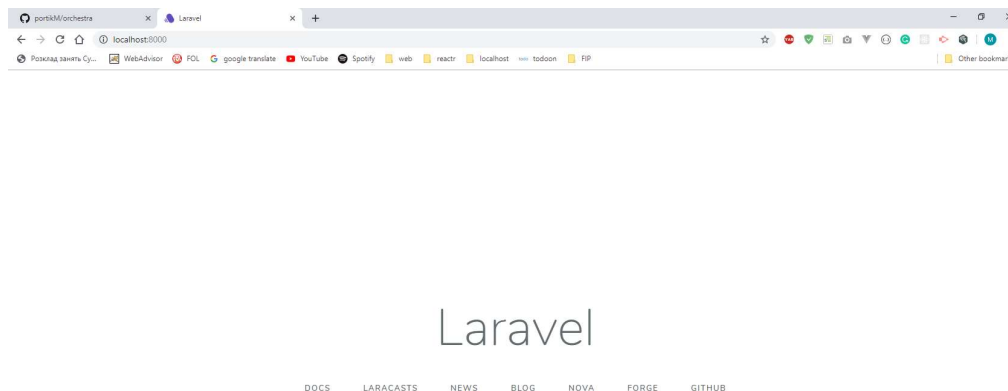 portikM/orchestra
Laravel
localhost:8000
Розклад занять Су...
WebAdvisor
FOL
google translate
YouTube
Spotify
web
reactr
localhost
todoon
FIP
Other bookmar
Laravel
DOCS LARACASTS NEWS BLOG NOVA FORGE GITHUB